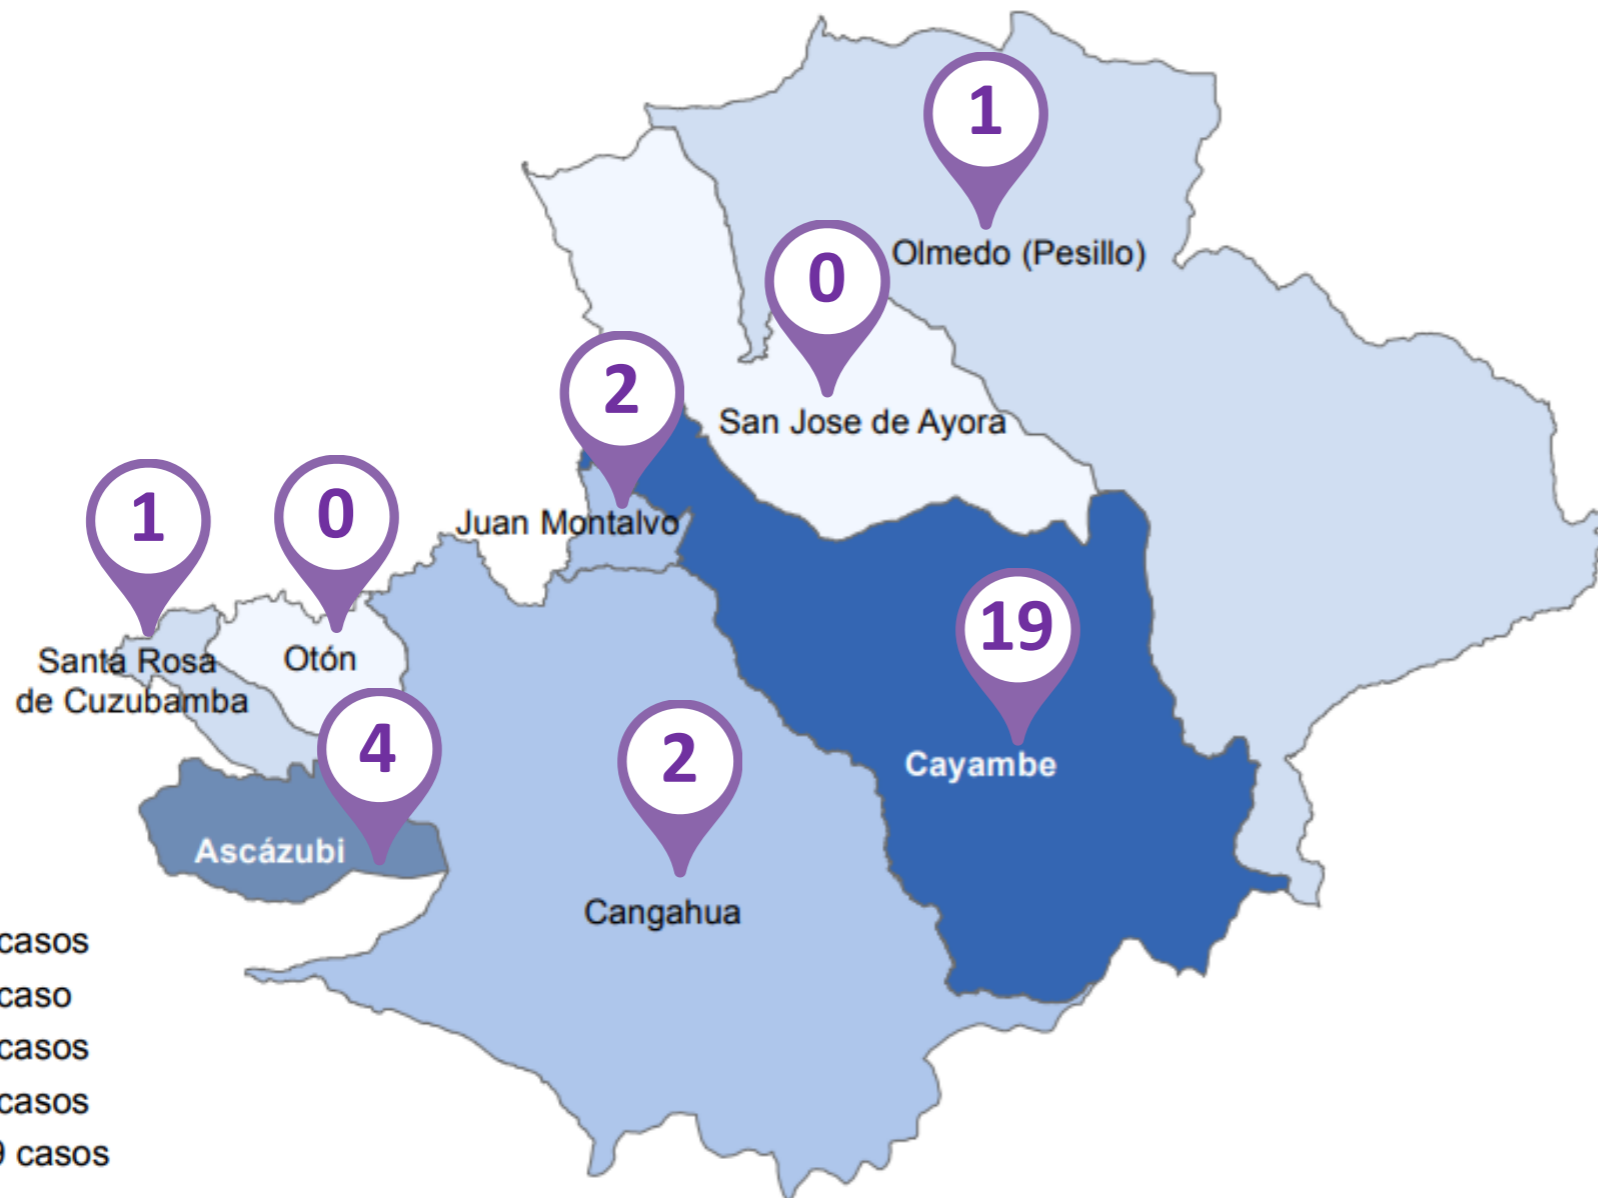 1
Olmedo (Pesillo)
0
San Jose de Ayora
2
Juan Montalvo
1
0
Santa Rosa
de Cuzubamba
Otón
19
Cayambe
4
Ascázubi
2
Cangahua
casos
caso
casos
casos
9 casos